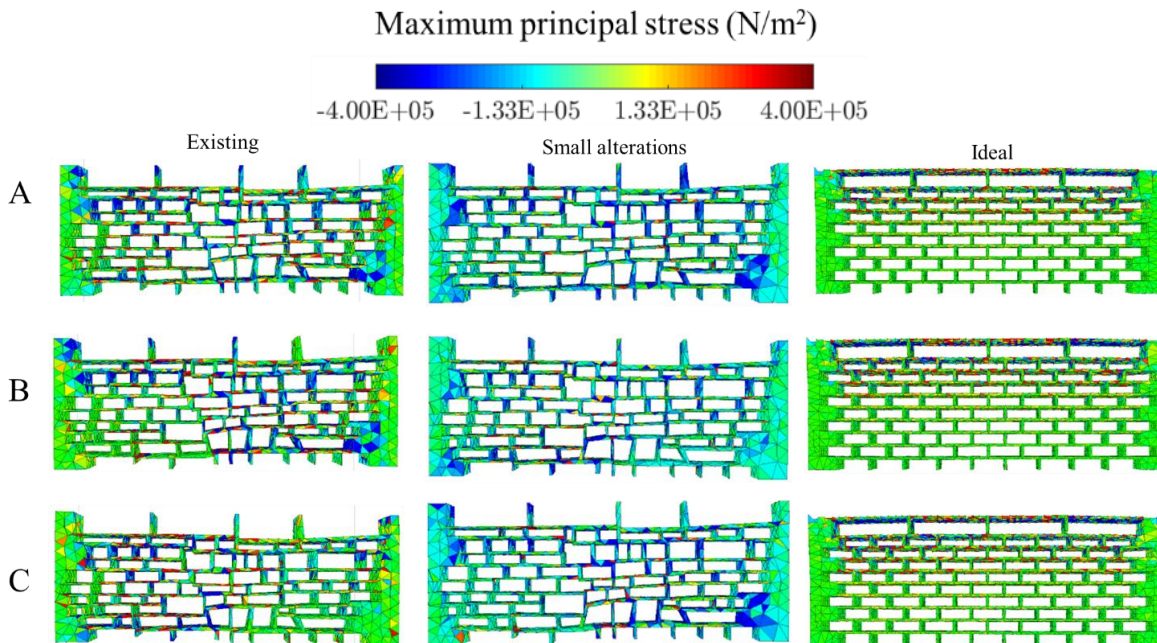 Maximum principal stress (N/m²)
-4.00E+05 -1.33E+05 1.33E+05 4.00E+05
Existing Small alterations Ideal
A
B
C